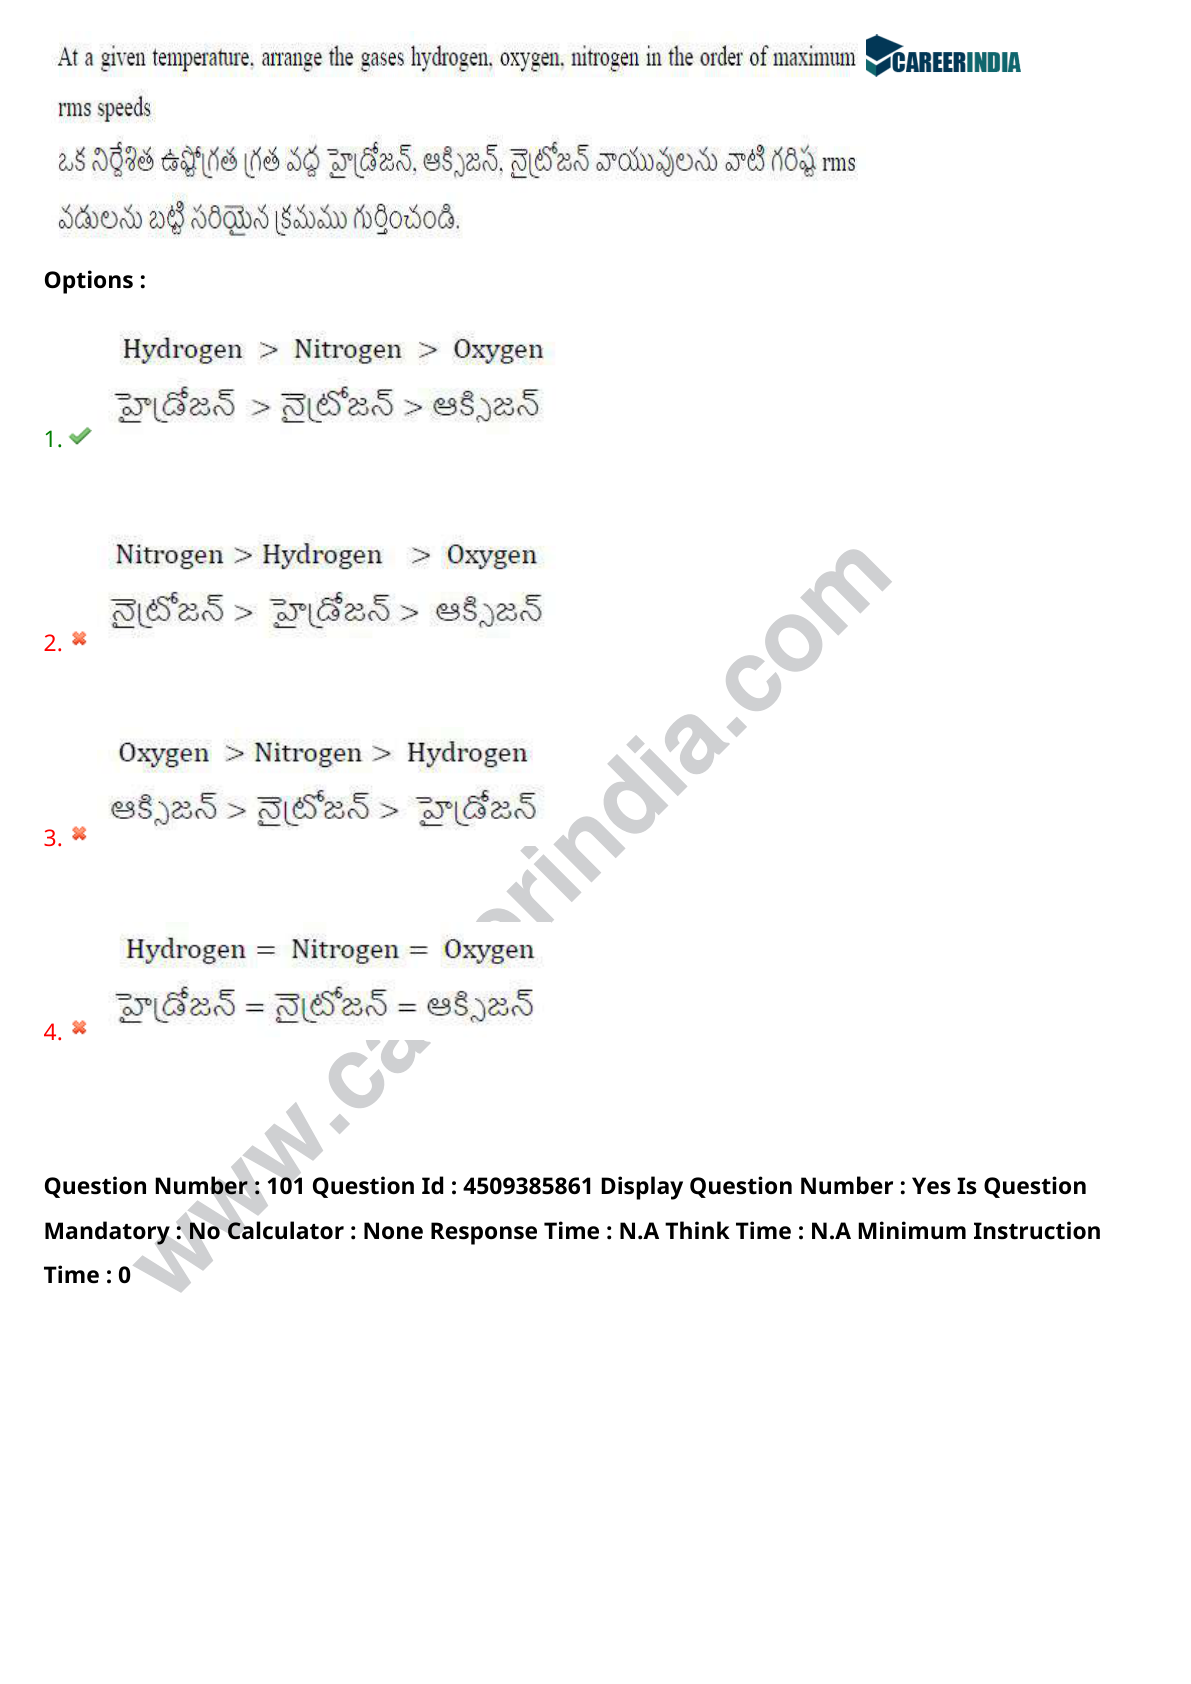 At a given temperature, arrange the gases hydrogen, oxygen, nitrogen in the order of maximum
CAREERINDIA
rms speeds
ఒక నిర్దేశిత ఉష్ణోగ్రత గ్రత వద్ద హైడ్రోజన్, ఆక్సిజన్, నైట్రోజన్ వాయువులను వాటి గరిష్ట rms
వడులను బట్టి సరియైన క్రమము గుర్తించండి.
Options :
Hydrogen > Nitrogen > Oxygen
హైడ్రోజన్ > నైట్రోజన్ > ఆక్సిజన్
1.
Nitrogen > Hydrogen > Oxygen
నైట్రోజన్ > హైడ్రోజన్ > ఆక్సిజన్
2.
Oxygen > Nitrogen > Hydrogen
ఆక్సిజన్ > నైట్రోజన్ > హైడ్రోజన్
3.
Hydrogen = Nitrogen = Oxygen
హైడ్రోజన్ = నైట్రోజన్ = ఆక్సిజన్
4.
Question Number : 101 Question Id : 4509385861 Display Question Number : Yes Is Question
Mandatory : No Calculator : None Response Time : N.A Think Time : N.A Minimum Instruction
Time : 0